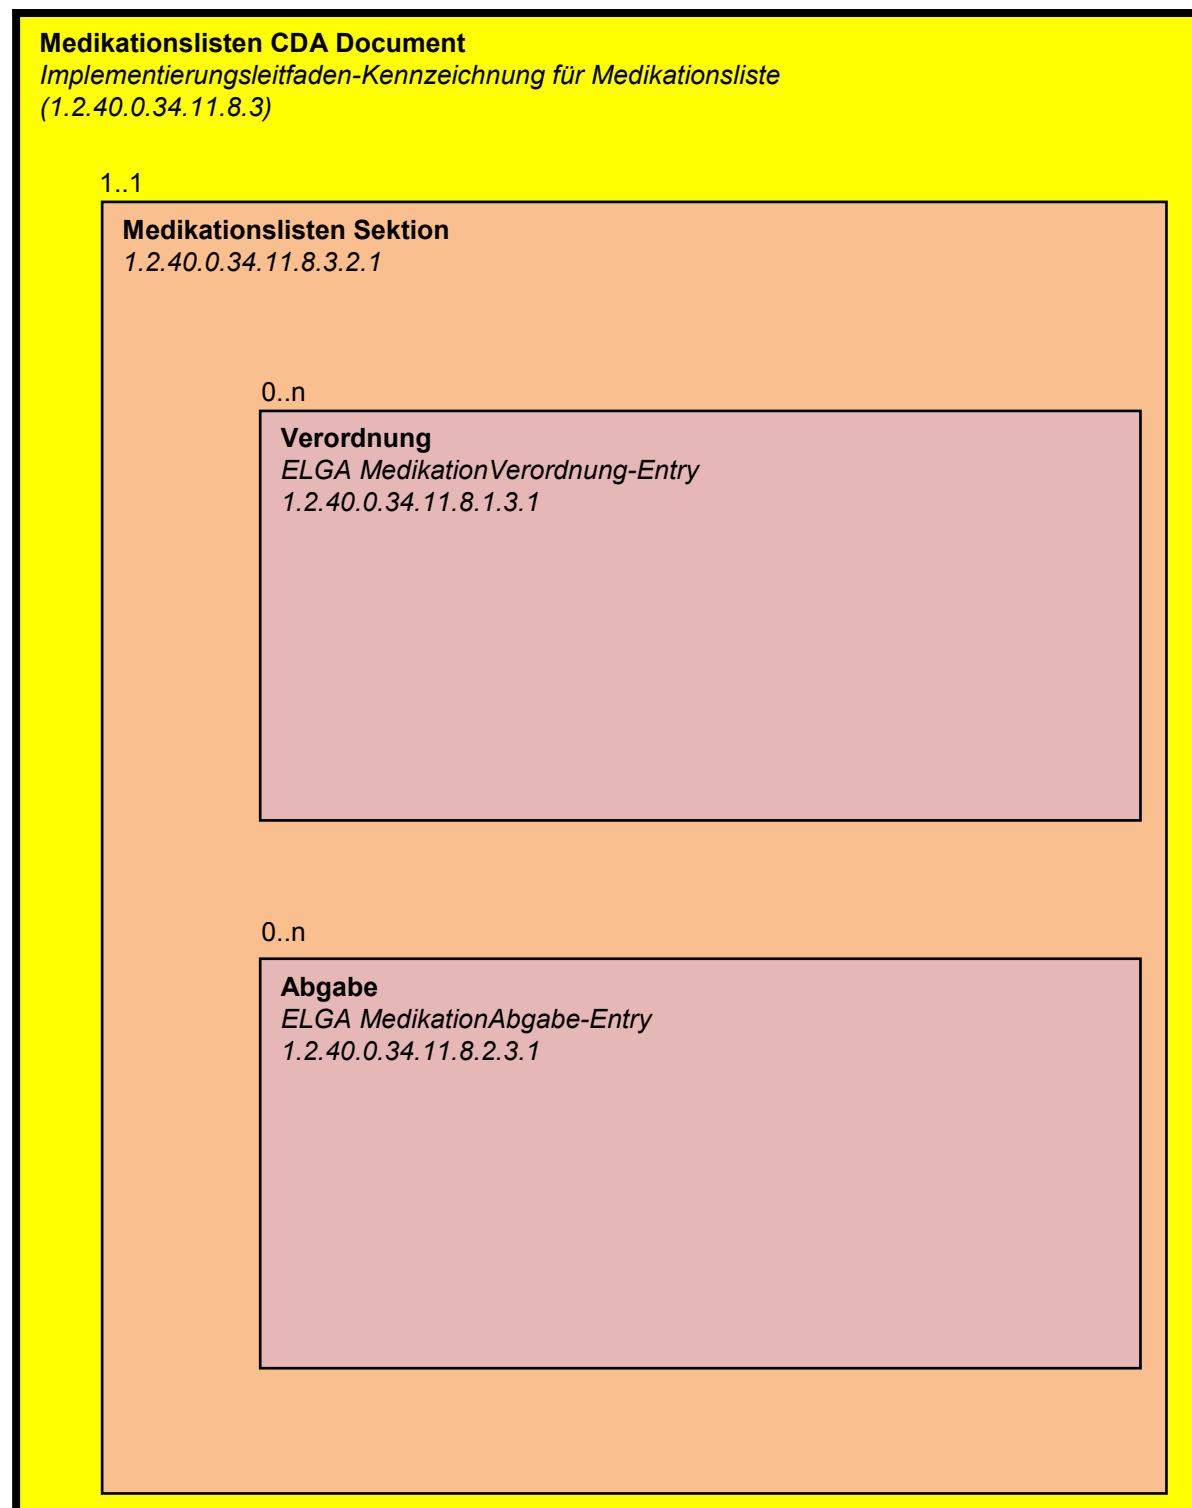 Medikationslisten CDA Document
Implementierungsleitfaden-Kennzeichnung für Medikationsliste
(1.2.40.0.34.11.8.3)
1..1
Medikationslisten Sektion
1.2.40.0.34.11.8.3.2.1
0..n
Verordnung
ELGA MedikationVerordnung-Entry
1.2.40.0.34.11.8.1.3.1
0..n
Abgabe
ELGA MedikationAbgabe-Entry
1.2.40.0.34.11.8.2.3.1